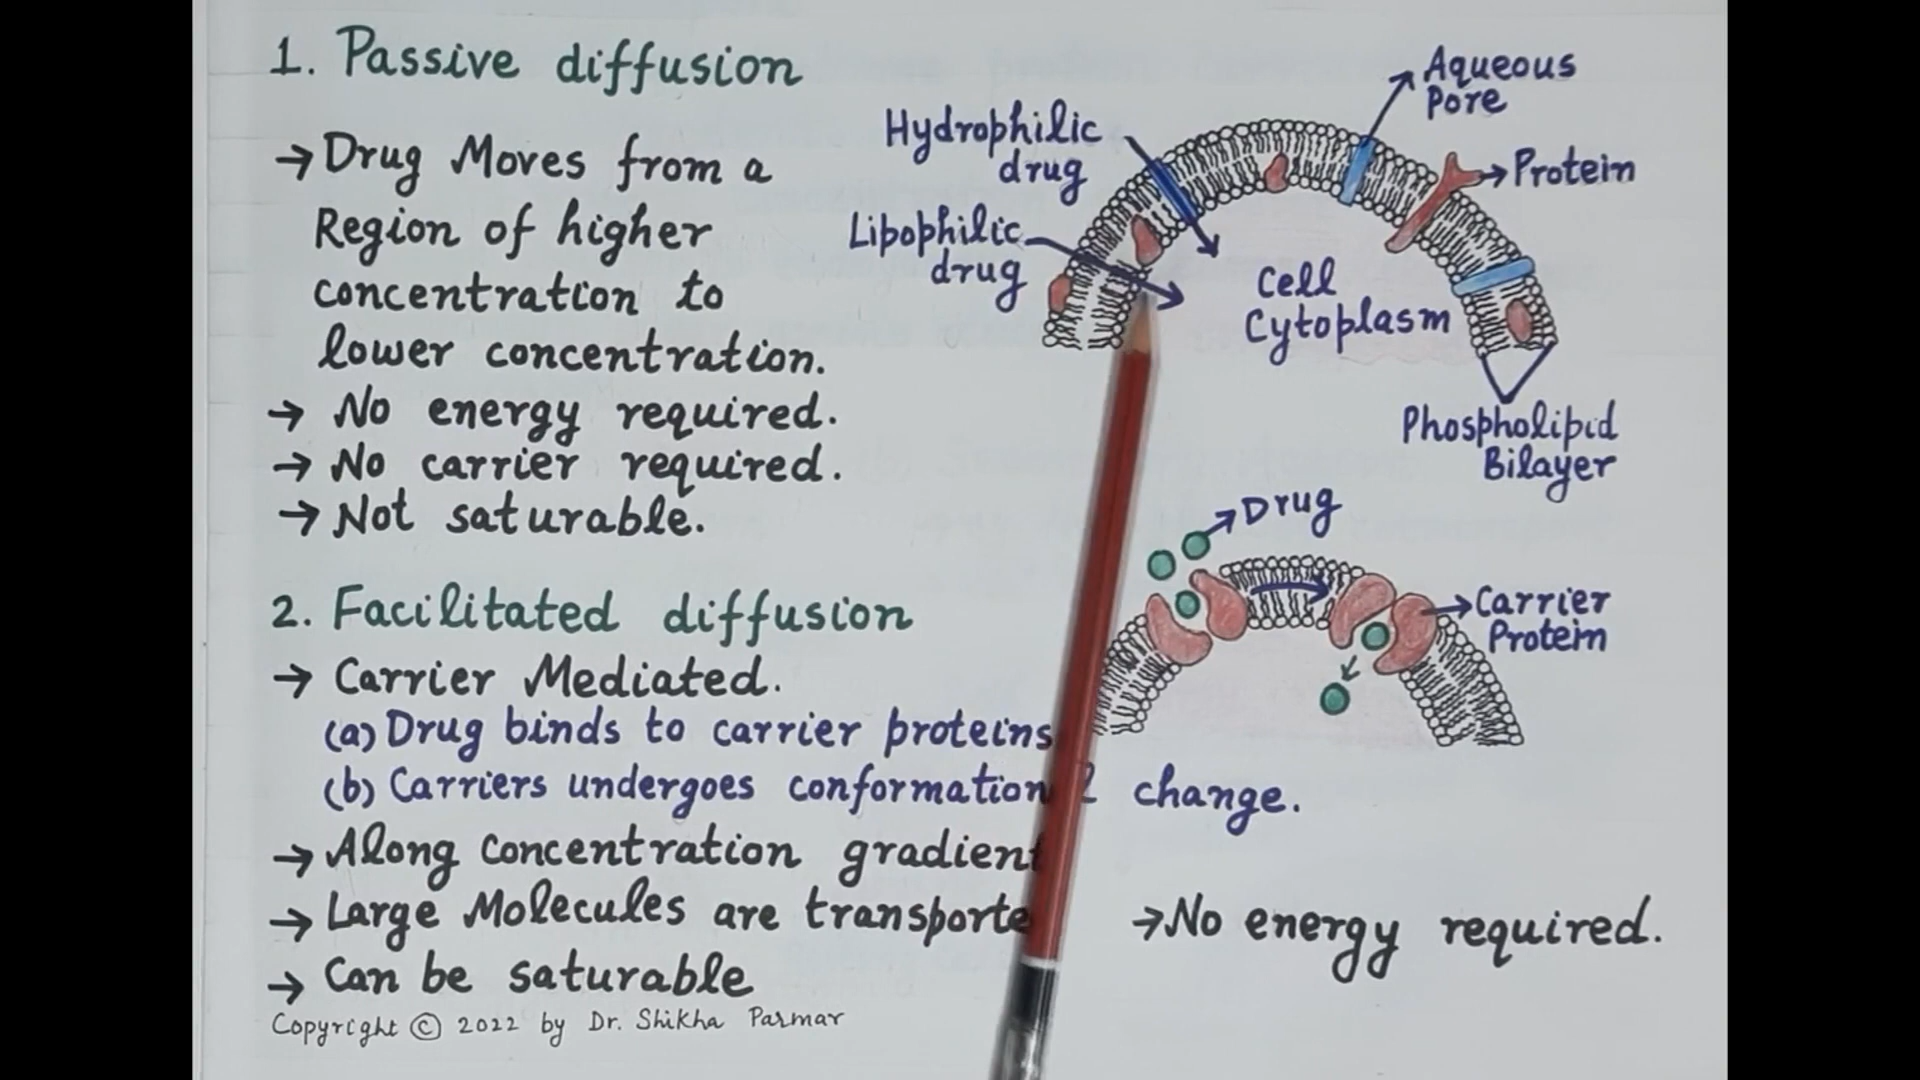 1. Passive diffusion
→ Drug Moves from a
Region of higher
concentration to
lower concentration.
→ No energy required.
→ No carrier required.
→ Not saturable.
Hydrophilic
drug
Lipophilic
drug
Aqueous
Pore
→ Protein
Cell
Cytoplasm
Phospholipid
Bilayer
2. Facilitated diffusion
→ Carrier Mediated.
(a) Drug binds to carrier proteins
(b) Carriers undergoes conformational change.
→ Along concentration gradient
→ Large Molecules are transporte → No energy required.
→ Can be saturable
Drug
Carrier
Protein
Copyright © 2022 by Dr. Shikha Parmar